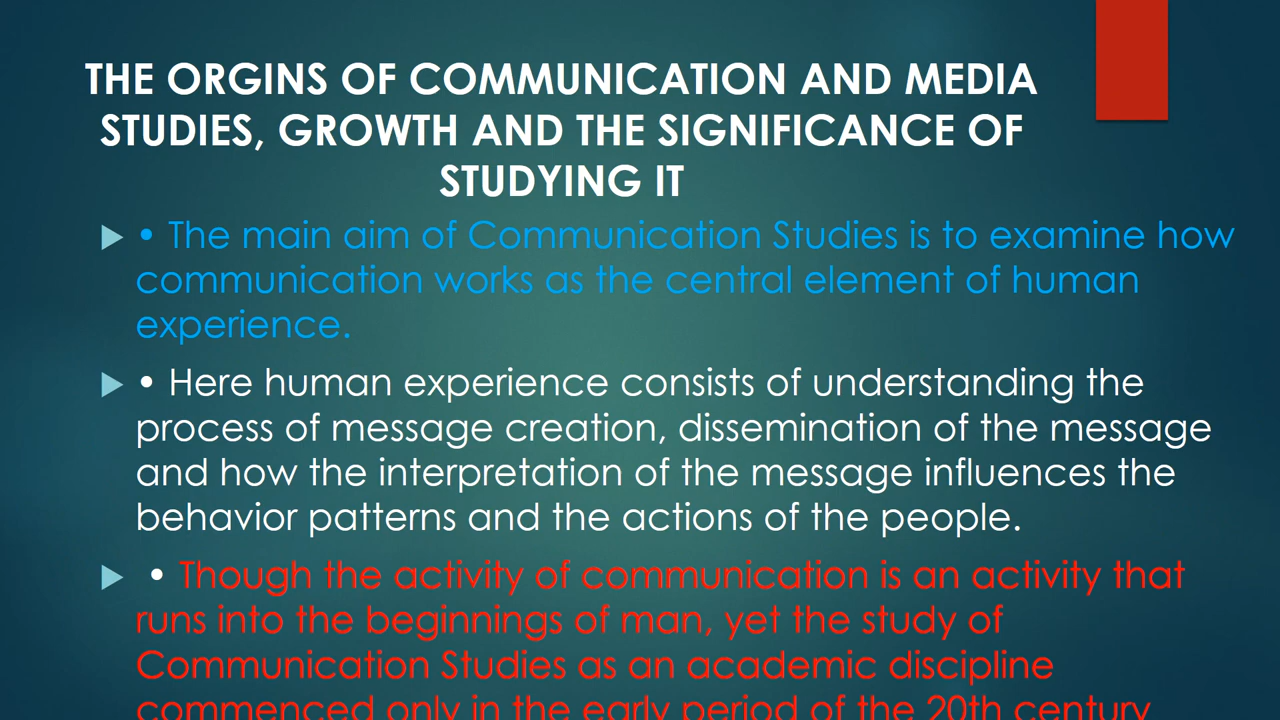 THE ORGINS OF COMMUNICATION AND MEDIA
STUDIES, GROWTH AND THE SIGNIFICANCE OF
STUDYING IT
• The main aim of Communication Studies is to examine how
communication works as the central element of human
experience.
• Here human experience consists of understanding the
process of message creation, dissemination of the message
and how the interpretation of the message influences the
behavior patterns and the actions of the people.
• Though the activity of communication is an activity that
runs into the beginnings of man, yet the study of
Communication Studies as an academic discipline
commenced only in the early period of the 20th century